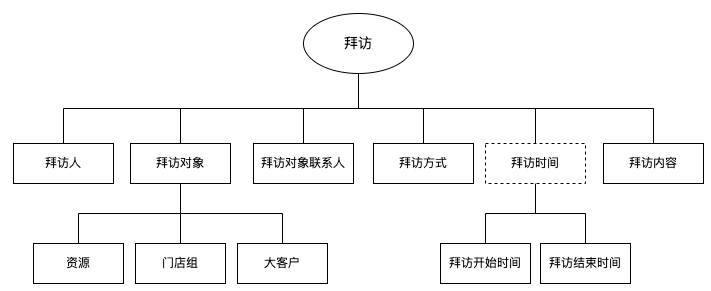 拜访
拜访人
拜访对象
拜访对象联系人
拜访方式
拜访时间
拜访内容
资源
门店组
大客户
拜访开始时间
拜访结束时间